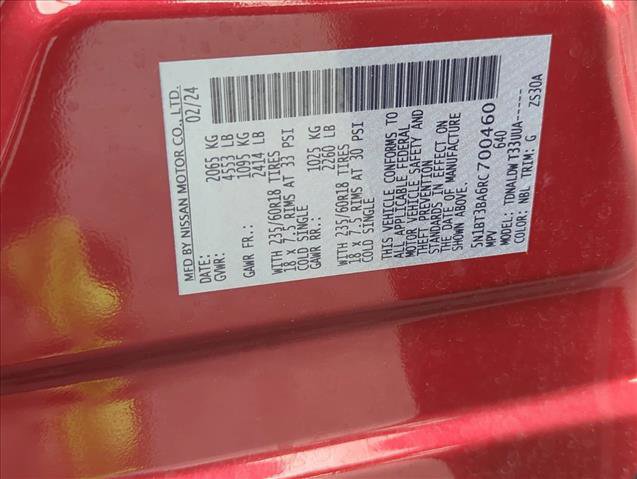 MFD BY NISSAN MOTOR CO., LTD.
DATE: 02/24
GVWR: 2065 KG
4553 LB
GAWR FR.: 1095 KG
2414 LB
WITH 235/60R18 TIRES
18 X 7.5 RIMS AT 33 PSI
COLD SINGLE
GAWR RR.: 1025 KG
2260 LB
WITH 235/60R18 TIRES
18 X 7.5 RIMS AT 30 PSI
COLD SINGLE
THIS VEHICLE CONFORMS TO
ALL APPLICABLE FEDERAL
MOTOR VEHICLE SAFETY AND
THEFT PREVENTION
STANDARDS IN EFFECT ON
THE DATE OF MANUFACTURE
SHOWN ABOVE.
5N1BT3BA6RC700460
MPV 640
MODEL: TDNALDW T33UUA-----
COLOR: NBL TRIM: G ZS30A